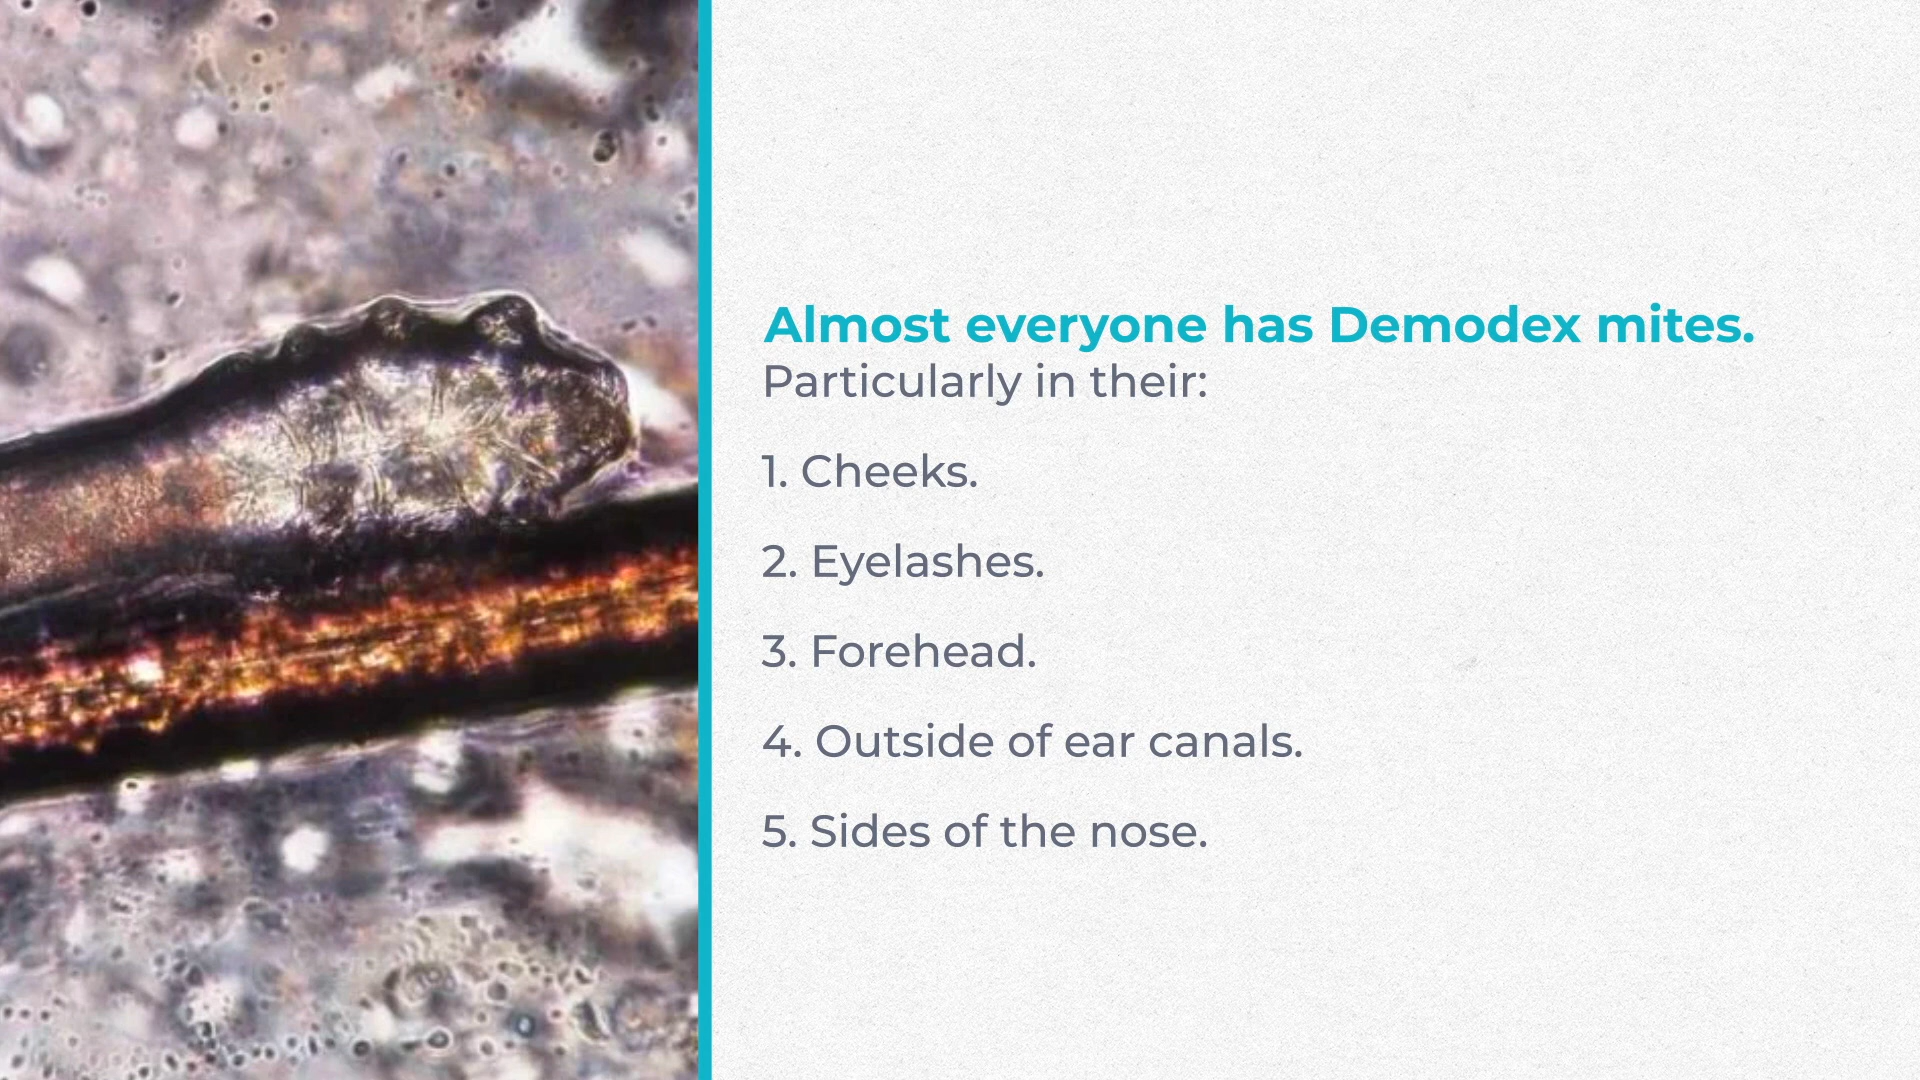 Almost everyone has Demodex mites.
Particularly in their:
1. Cheeks.
2. Eyelashes.
3. Forehead.
4. Outside of ear canals.
5. Sides of the nose.